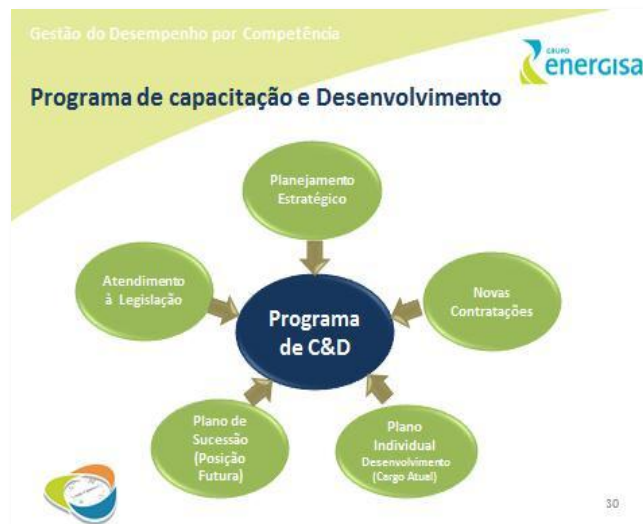 Gestão do Desempenho por Competência
GRUPO
energisa
Programa de capacitação e Desenvolvimento
Planejamento
Estratégico
Atendimento
à Legislação
Novas
Contratações
Programa
de C&D
Plano de
Sucessão
(Posição
Futura)
Plano
Individual
Desenvolvimento
(Cargo Atual)
30